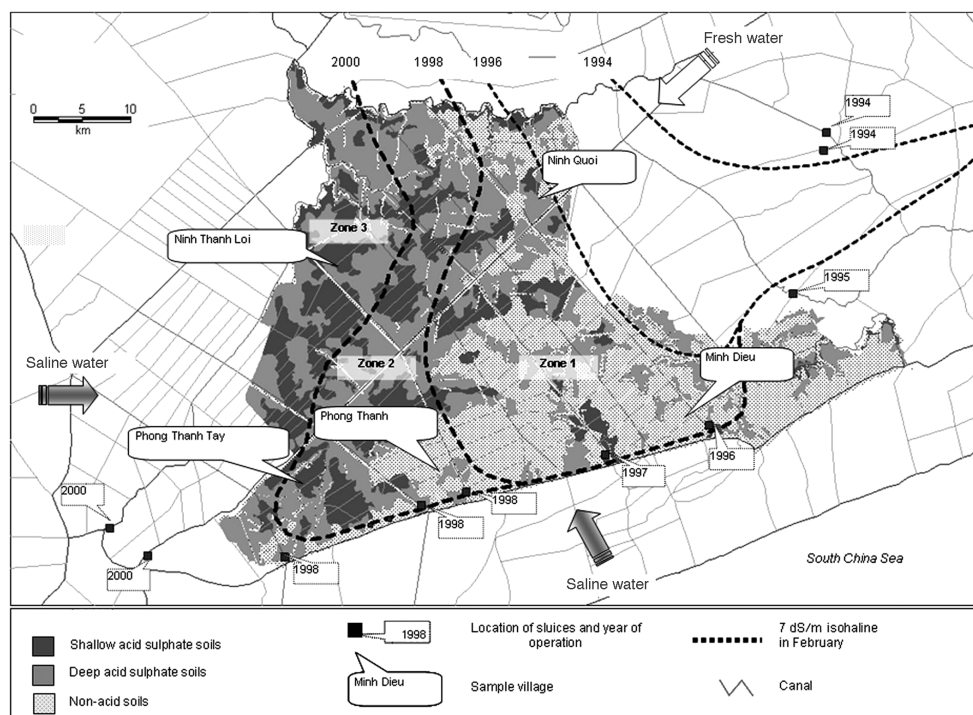 Fresh water
2000 1998 1996 1994
0 5 10
km
1994
1994
Ninh Quoi
Zone 3
Ninh Thanh Loi
1995
Saline water
Zone 2
Zone 1
Minh Dieu
Phong Thanh
Phong Thanh Tay
1996
1997
2000
1998
1998
1998
2000
South China Sea
Saline water
Shallow acid sulphate soils
Deep acid sulphate soils
Non-acid soils
1998
Location of sluices and year of
operation
Minh Dieu
Sample village
7 dS/m isohaline
in February
Canal